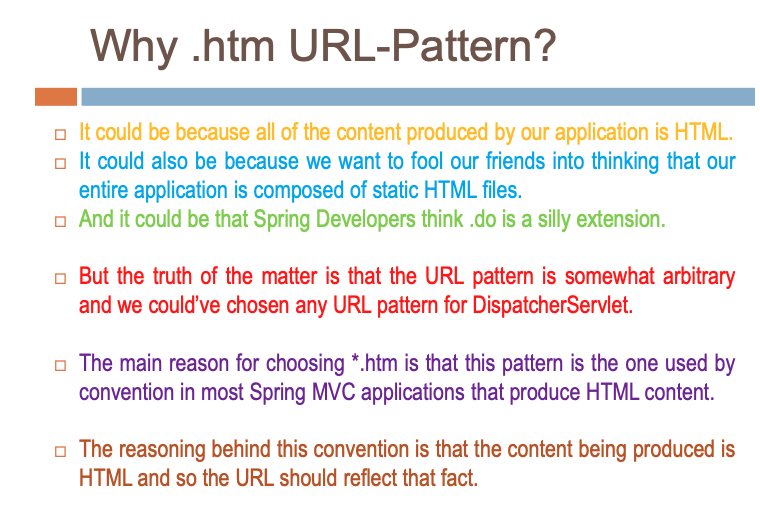 Why .htm URL-Pattern?
It could be because all of the content produced by our application is HTML.
It could also be because we want to fool our friends into thinking that our
entire application is composed of static HTML files.
And it could be that Spring Developers think .do is a silly extension.
But the truth of the matter is that the URL pattern is somewhat arbitrary
and we could’ve chosen any URL pattern for DispatcherServlet.
The main reason for choosing *.htm is that this pattern is the one used by
convention in most Spring MVC applications that produce HTML content.
The reasoning behind this convention is that the content being produced is
HTML and so the URL should reflect that fact.